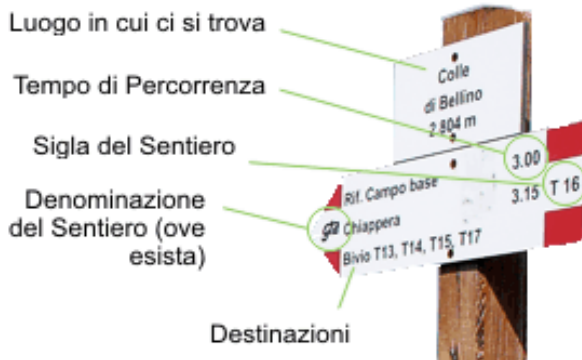 Luogo in cui ci si trova
Tempo di Percorrenza
Sigla del Sentiero
Denominazione
del Sentiero (ove
esista)
Destinazioni
Colle
di Bellino
2.804 m
Rif. Campo base 3.00
gta Chiappera 3.15 T 16
Bivio T13, T14, T15, T17